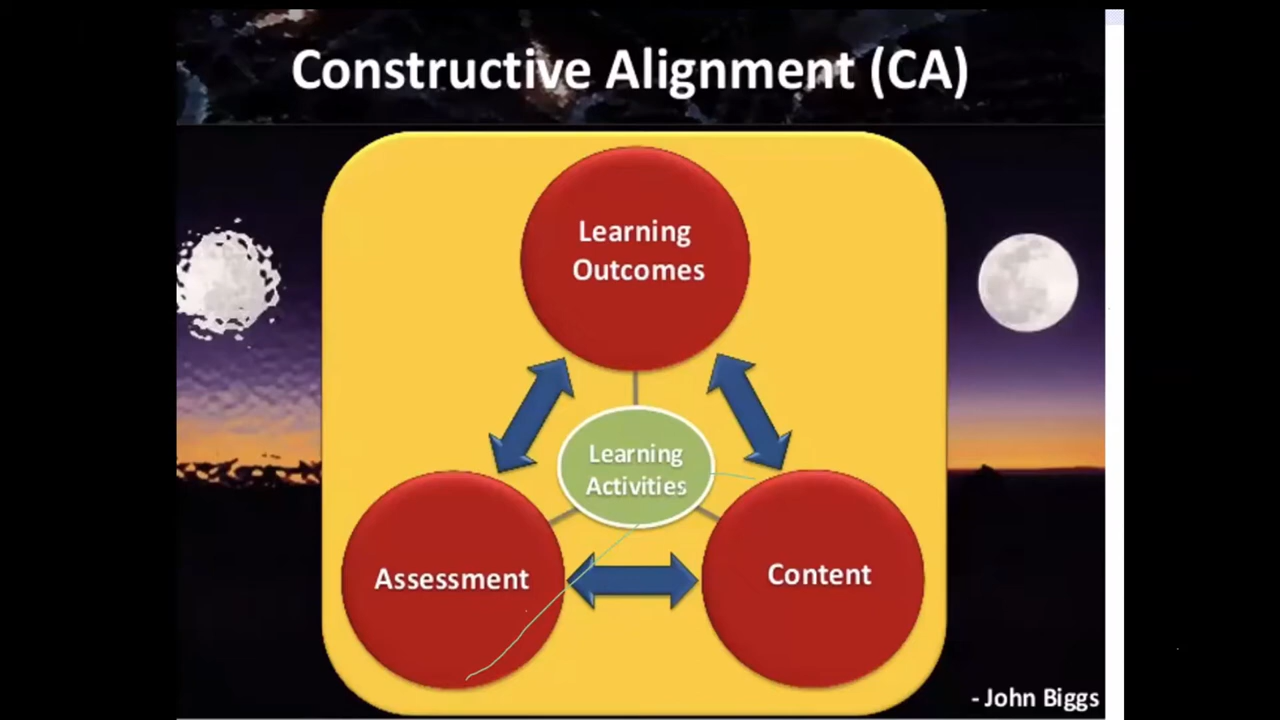 Constructive Alignment (CA)
Learning
Outcomes
Learning
Activities
Assessment
Content
- John Biggs